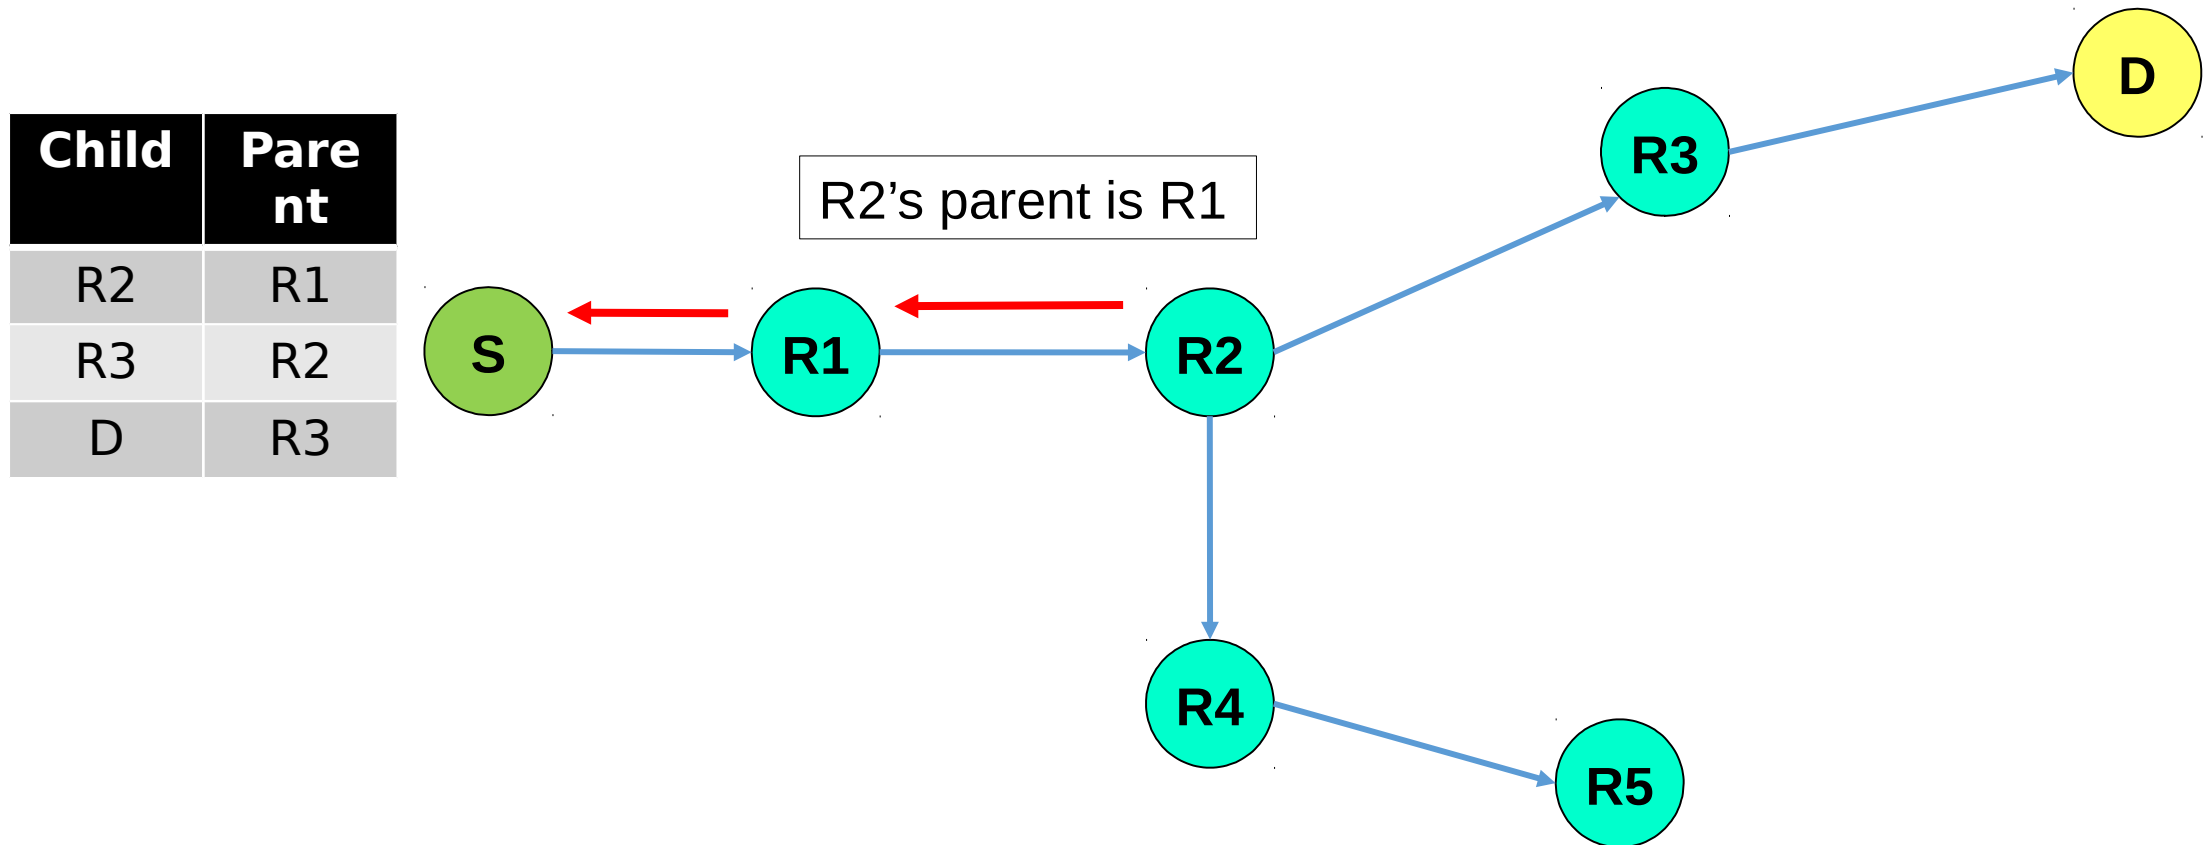 Child
Pare
nt
R2 R1
R3 R2
D R3
R2’s parent is R1
S
R1
R2
R3
D
R4
R5